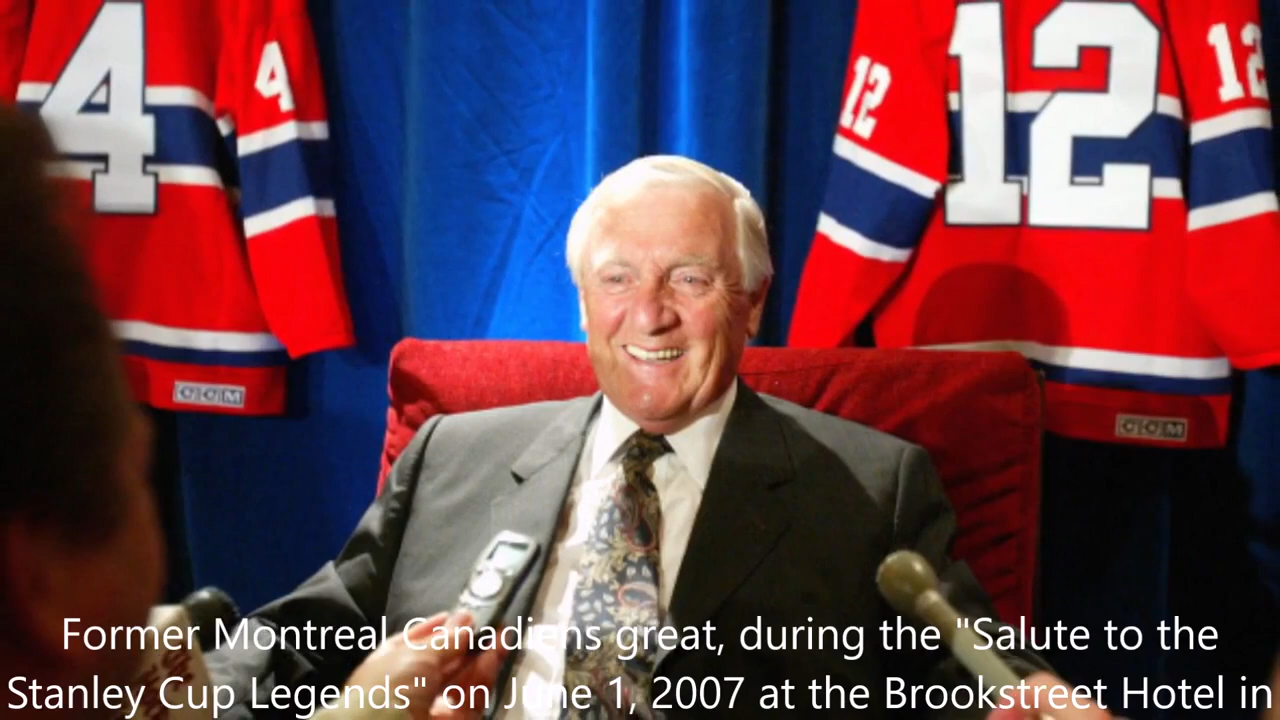 4
4
12
12
12
CCM
CCM
Former Montreal Canadiens great, during the "Salute to the
Stanley Cup Legends" on June 1, 2007 at the Brookstreet Hotel in